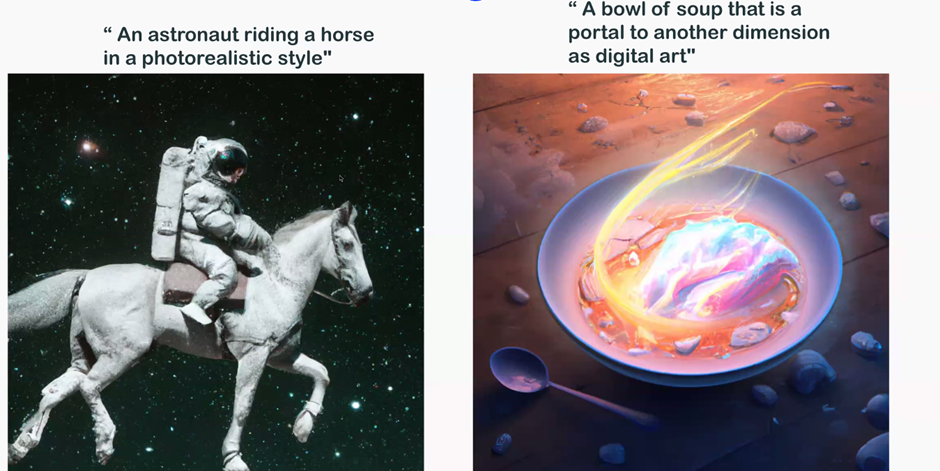 “ An astronaut riding a horse
in a photorealistic style"
“ A bowl of soup that is a
portal to another dimension
as digital art"